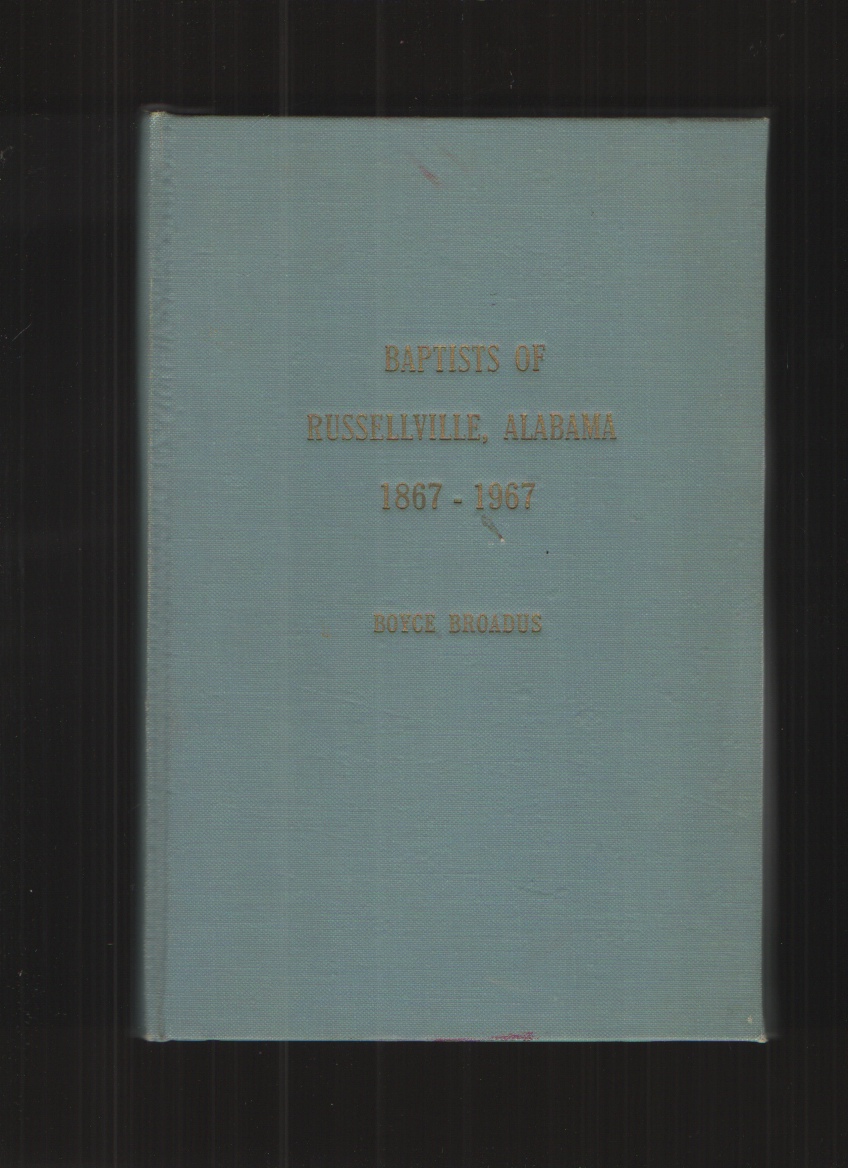 BAPTISTS OF
RUSSELLVILLE, ALABAMA
1867 - 1967
BOYCE BROADUS